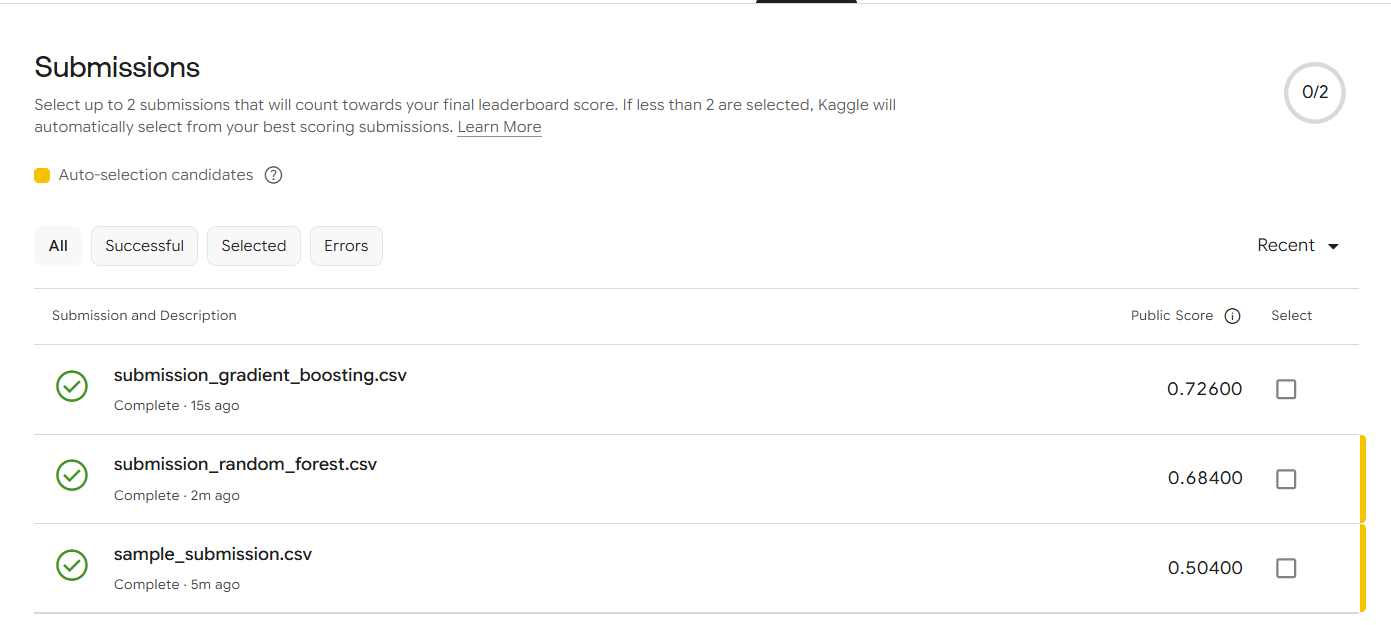 Submissions
0/2
Select up to 2 submissions that will count towards your final leaderboard score. If less than 2 are selected, Kaggle will
automatically select from your best scoring submissions. Learn More
Auto-selection candidates ?
All Successful Selected Errors Recent
Submission and Description Public Score i Select
submission_gradient_boosting.csv
Complete · 15s ago
0.72600
submission_random_forest.csv
Complete · 2m ago
0.68400
sample_submission.csv
Complete · 5m ago
0.50400